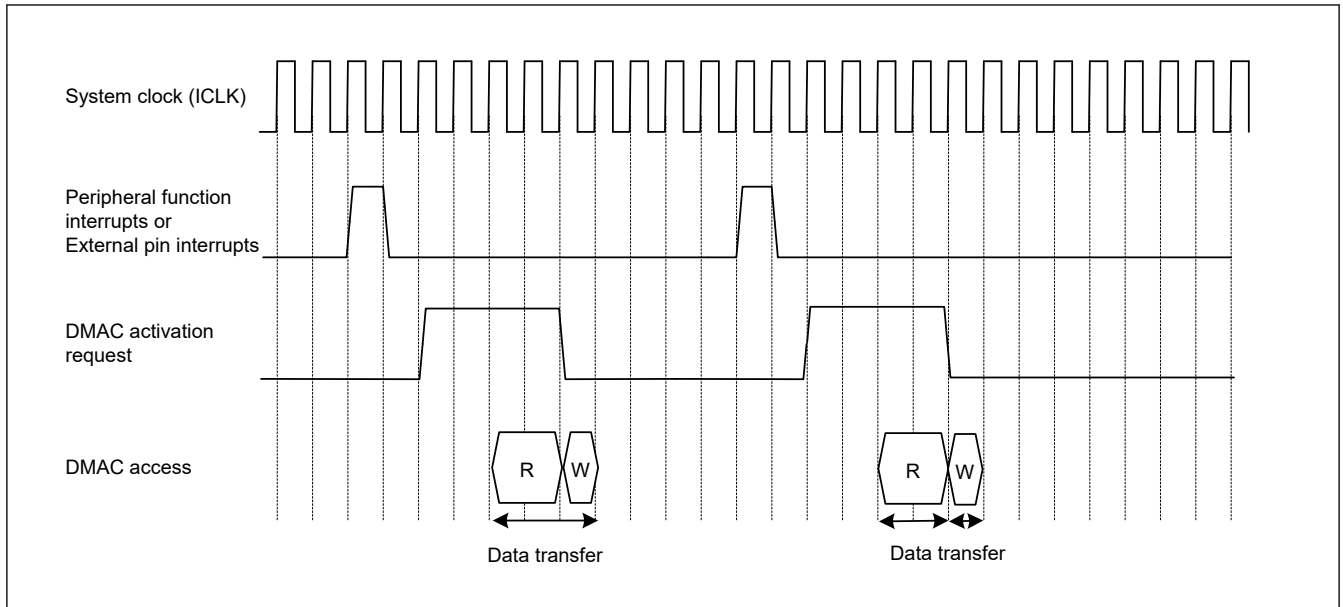 System clock (ICLK)
Peripheral function
interrupts or
External pin interrupts
DMAC activation
request
DMAC access
R
W
R
W
Data transfer
Data transfer